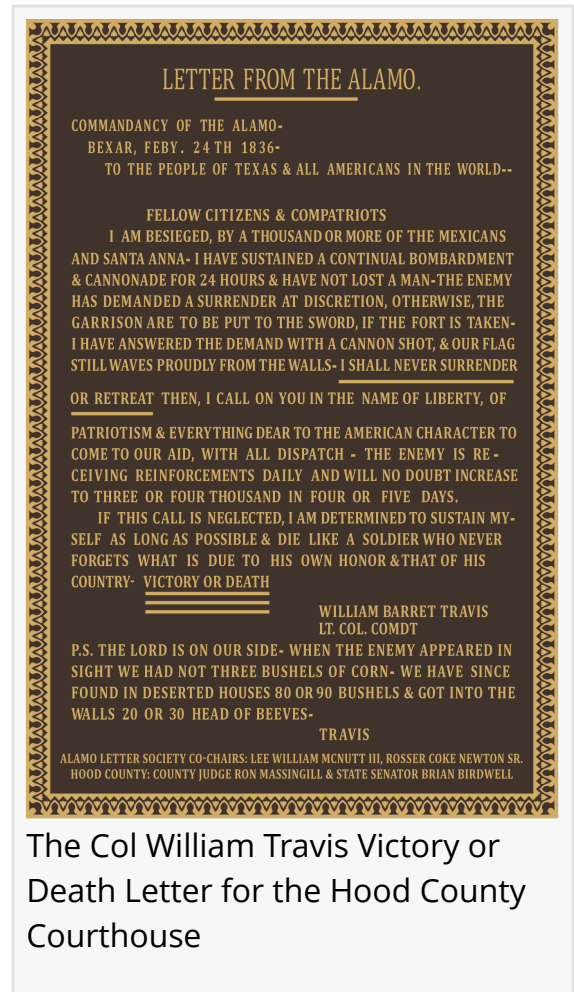 LETTER FROM THE ALAMO.
COMMANDANCY OF THE ALAMO-
BEXAR, FEBY. 24TH 1836-
TO THE PEOPLE OF TEXAS & ALL AMERICANS IN THE WORLD--
FELLOW CITIZENS & COMPATRIOTS
I AM BESIEGED, BY A THOUSAND OR MORE OF THE MEXICANS
AND SANTA ANNA- I HAVE SUSTAINED A CONTINUAL BOMBARDMENT
& CANNONADE FOR 24 HOURS & HAVE NOT LOST A MAN-THE ENEMY
HAS DEMANDED A SURRENDER AT DISCRETION, OTHERWISE, THE
GARRISON ARE TO BE PUT TO THE SWORD, IF THE FORT IS TAKEN-
I HAVE ANSWERED THE DEMAND WITH A CANNON SHOT, & OUR FLAG
STILL WAVES PROUDLY FROM THE WALLS- I SHALL NEVER SURRENDER
OR RETREAT THEN, I CALL ON YOU IN THE NAME OF LIBERTY, OF
PATRIOTISM & EVERYTHING DEAR TO THE AMERICAN CHARACTER TO
COME TO OUR AID, WITH ALL DISPATCH - THE ENEMY IS RE-
CEIVING REINFORCEMENTS DAILY AND WILL NO DOUBT INCREASE
TO THREE OR FOUR THOUSAND IN FOUR OR FIVE DAYS.
IF THIS CALL IS NEGLECTED, I AM DETERMINED TO SUSTAIN MY-
SELF AS LONG AS POSSIBLE & DIE LIKE A SOLDIER WHO NEVER
FORGETS WHAT IS DUE TO HIS OWN HONOR & THAT OF HIS
COUNTRY- VICTORY OR DEATH
WILLIAM BARRET TRAVIS
LT. COL. COMDT
P.S. THE LORD IS ON OUR SIDE- WHEN THE ENEMY APPEARED IN
SIGHT WE HAD NOT THREE BUSHELS OF CORN- WE HAVE SINCE
FOUND IN DESERTED HOUSES 80 OR 90 BUSHELS & GOT INTO THE
WALLS 20 OR 30 HEAD OF BEEVES-
TRAVIS
ALAMO LETTER SOCIETY CO-CHAIRS: LEE WILLIAM MCNUTT III, ROSSER COKE NEWTON SR.
HOOD COUNTY: COUNTY JUDGE RON MASSINGILL & STATE SENATOR BRIAN BIRDWELL
The Col William Travis Victory or
Death Letter for the Hood County
Courthouse